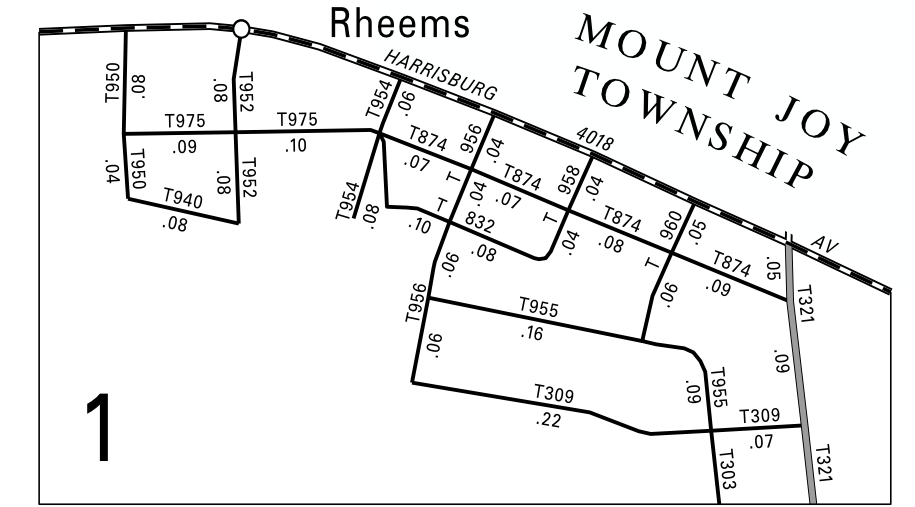 Rheems
MOUNT JOY
TOWNSHIP
HARRISBURG
4018
AV
T950
.08
T952
.08
T975
.09
T975
.10
T950
.04
T952
.08
T940
.08
T954
.06
T874
.07
T954
.08
T 956
.04
.04
T874
.07
T 958
.04
.04
T 832
.10
.08
T874
.08
T 960
.05
.06
T874
.09
.05
T321
.09
.06
T956
.06
T955
.16
T955
.09
T309
.22
T309
.07
T303
T321
1